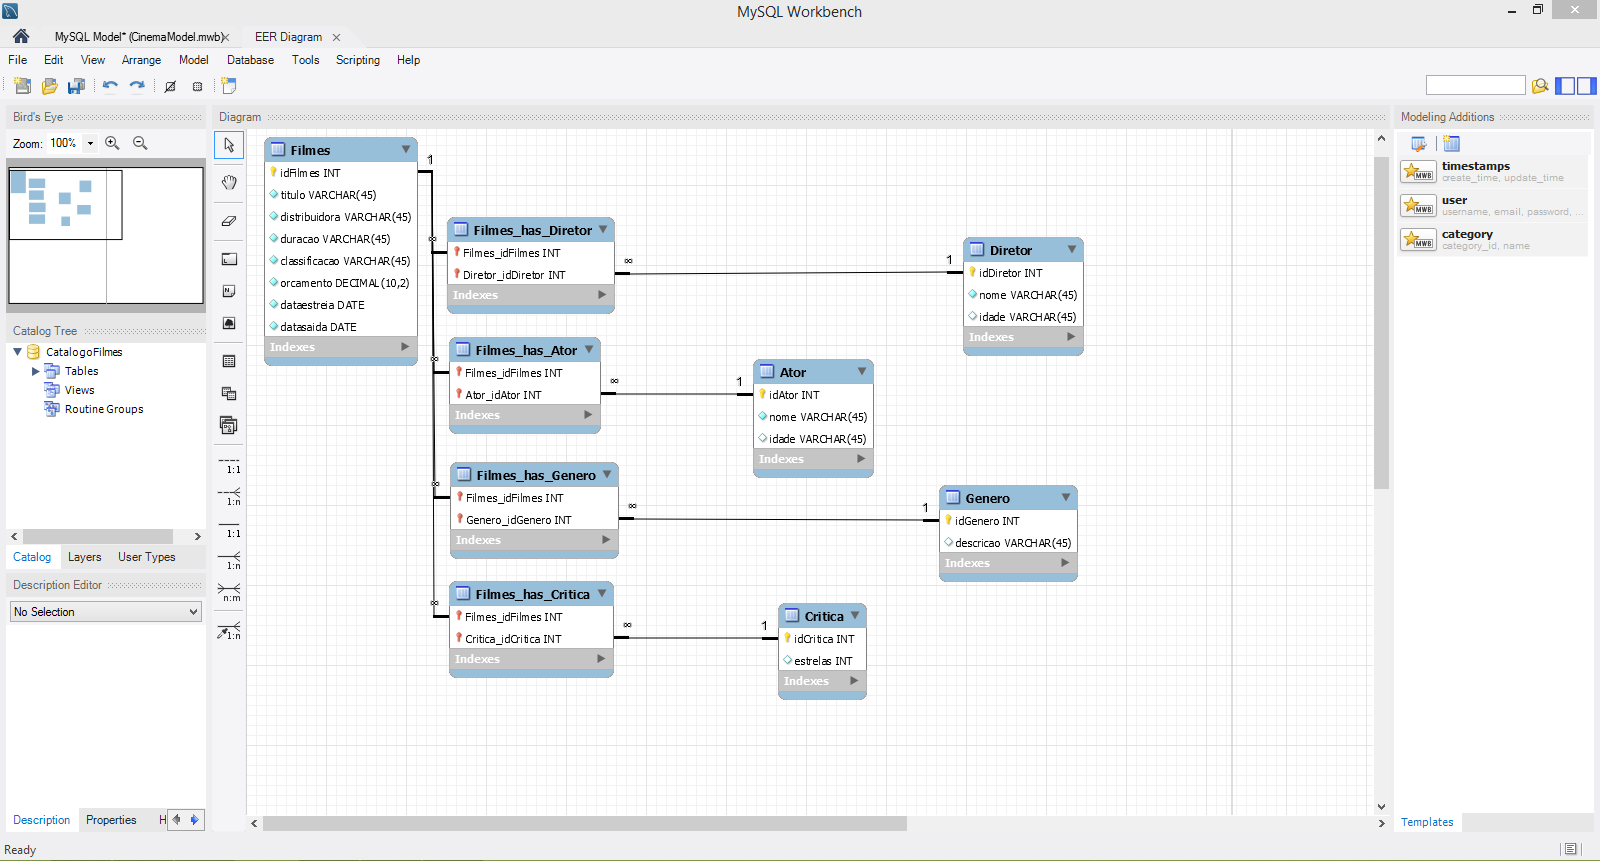 MySQL Workbench
MySQL Model* (CinemaModel.mwb)
EER Diagram
File Edit View Arrange Model Database Tools Scripting Help
Bird's Eye
Zoom: 100%
Catalog Tree
CatalogoFilmes
Tables
Views
Routine Groups
Catalog Layers User Types
Description Editor
No Selection
Description Properties H
Ready
Diagram
1:1
1:n
1:1
1:n
n:m
1:n
Filmes
idFilmes INT
titulo VARCHAR(45)
distribuidora VARCHAR(45)
duracao VARCHAR(45)
classificacao VARCHAR(45)
orcamento DECIMAL(10,2)
dataestreia DATE
datasaida DATE
Indexes
1
∞
∞
∞
∞
Filmes_has_Diretor
Filmes_idFilmes INT
Diretor_idDiretor INT
Indexes
∞
1
Diretor
idDiretor INT
nome VARCHAR(45)
idade VARCHAR(45)
Indexes
Filmes_has_Ator
Filmes_idFilmes INT
Ator_idAtor INT
Indexes
∞
1
Ator
idAtor INT
nome VARCHAR(45)
idade VARCHAR(45)
Indexes
Filmes_has_Genero
Filmes_idFilmes INT
Genero_idGenero INT
Indexes
∞
1
Genero
idGenero INT
descricao VARCHAR(45)
Indexes
Filmes_has_Critica
Filmes_idFilmes INT
Critica_idCritica INT
Indexes
∞
1
Critica
idCritica INT
estrelas INT
Indexes
Modeling Additions
MWB
timestamps
create_time, update_time
MWB
user
username, email, password, ...
MWB
category
category_id, name
Templates